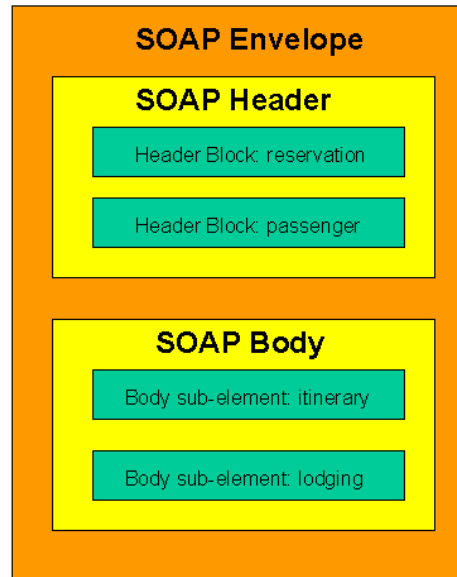 SOAP Envelope
SOAP Header
Header Block: reservation
Header Block: passenger
SOAP Body
Body sub-element: itinerary
Body sub-element: lodging